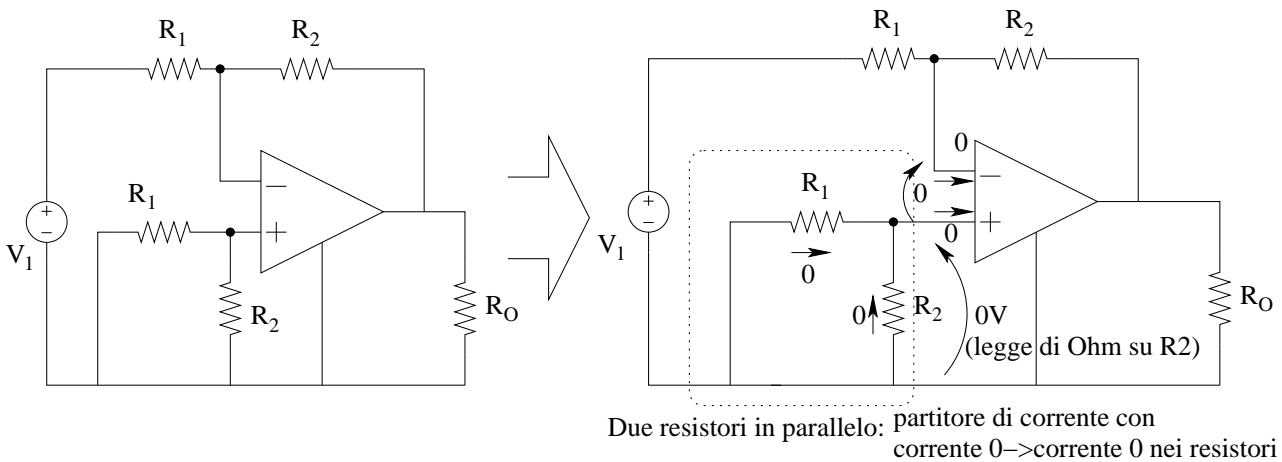 R1 R2
R1
V1
R2
RO
R1 R2
0
R1
0
0
V1
0
0
R2
0V
RO
(legge di Ohm su R2)
Due resistori in parallelo: partitore di corrente con
corrente 0−>corrente 0 nei resistori